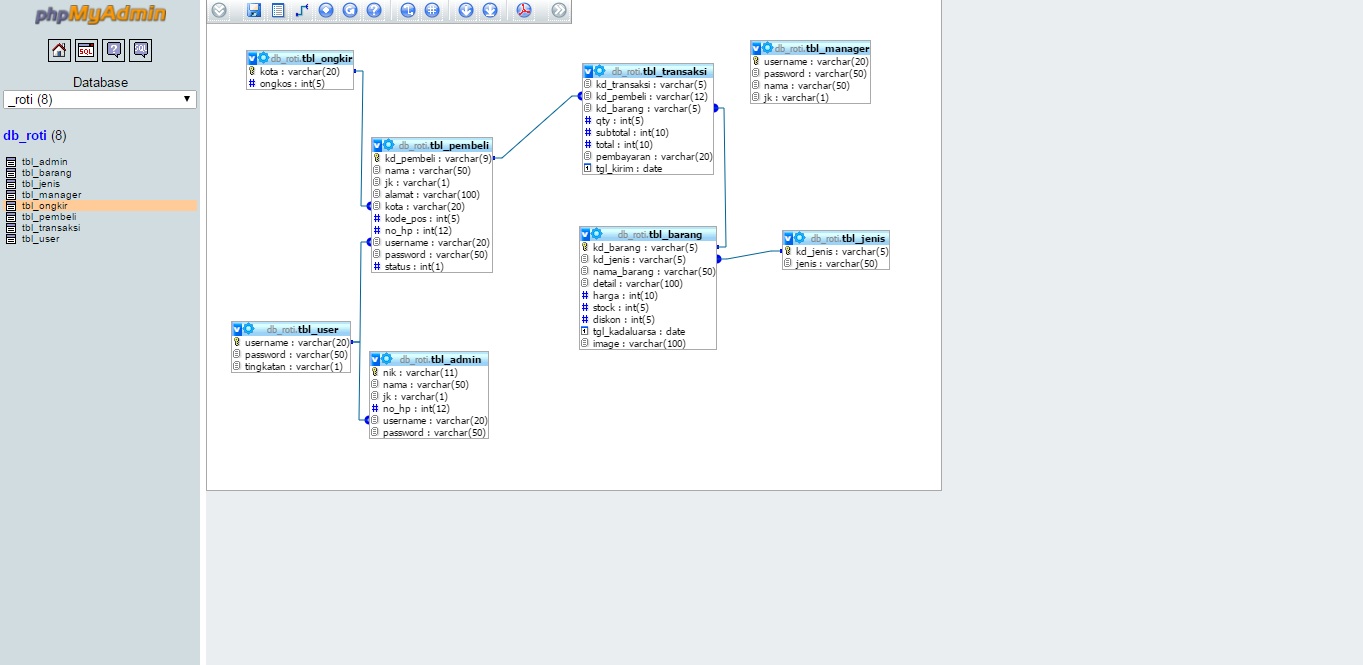 phpMyAdmin
SQL
Database
_roti (8)
db_roti (8)
tbl_admin
tbl_barang
tbl_jenis
tbl_manager
tbl_ongkir
tbl_pembeli
tbl_transaksi
tbl_user
db_roti.tbl_ongkir
kota : varchar(20)
ongkos : int(5)
db_roti.tbl_pembeli
kd_pembeli : varchar(9)
nama : varchar(50)
jk : varchar(1)
alamat : varchar(100)
kota : varchar(20)
kode_pos : int(5)
no_hp : int(12)
username : varchar(20)
password : varchar(50)
status : int(1)
db_roti.tbl_user
username : varchar(20)
password : varchar(50)
tingkatan : varchar(1)
db_roti.tbl_admin
nik : varchar(11)
nama : varchar(50)
jk : varchar(1)
no_hp : int(12)
username : varchar(20)
password : varchar(50)
db_roti.tbl_transaksi
kd_transaksi : varchar(5)
kd_pembeli : varchar(12)
kd_barang : varchar(5)
qty : int(5)
subtotal : int(10)
total : int(10)
pembayaran : varchar(20)
tgl_kirim : date
db_roti.tbl_barang
kd_barang : varchar(5)
kd_jenis : varchar(5)
nama_barang : varchar(50)
detail : varchar(100)
harga : int(10)
stock : int(5)
diskon : int(5)
tgl_kadaluarsa : date
image : varchar(100)
db_roti.tbl_manager
username : varchar(20)
password : varchar(50)
nama : varchar(50)
jk : varchar(1)
db_roti.tbl_jenis
kd_jenis : varchar(5)
jenis : varchar(50)